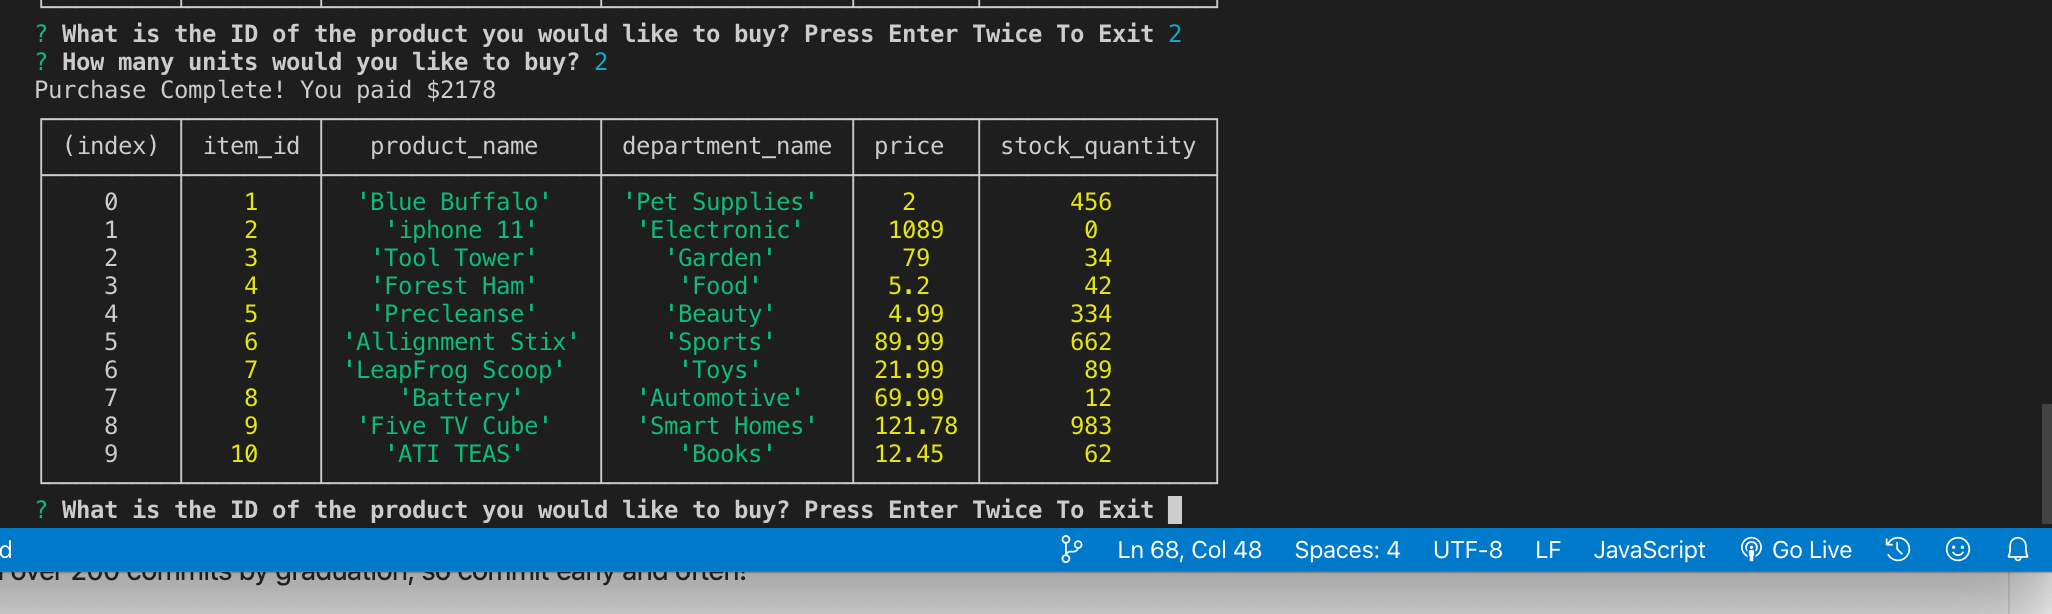 ? What is the ID of the product you would like to buy? Press Enter Twice To Exit 2
? How many units would you like to buy? 2
Purchase Complete! You paid $2178
(index) item_id product_name department_name price stock_quantity
0 1 'Blue Buffalo' 'Pet Supplies' 2 456
1 2 'iphone 11' 'Electronic' 1089 0
2 3 'Tool Tower' 'Garden' 79 34
3 4 'Forest Ham' 'Food' 5.2 42
4 5 'Precleanse' 'Beauty' 4.99 334
5 6 'Allignment Stix' 'Sports' 89.99 662
6 7 'LeapFrog Scoop' 'Toys' 21.99 89
7 8 'Battery' 'Automotive' 69.99 12
8 9 'Five TV Cube' 'Smart Homes' 121.78 983
9 10 'ATI TEAS' 'Books' 12.45 62
? What is the ID of the product you would like to buy? Press Enter Twice To Exit
d Ln 68, Col 48 Spaces: 4 UTF-8 LF JavaScript Go Live
over 200 commits by graduation, so commit early and often!